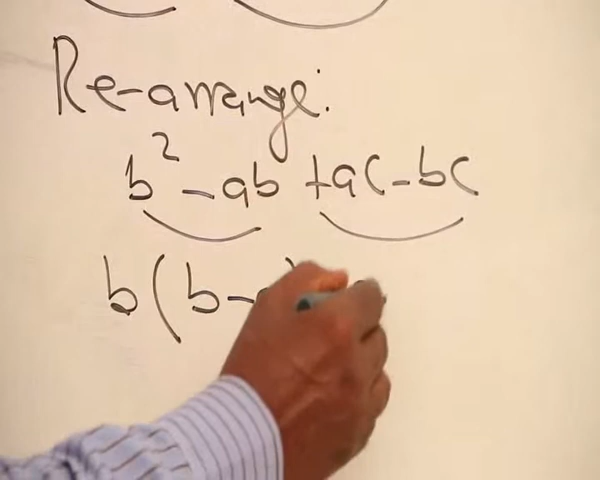 Re-arrange:
b² - ab + ac - bc
b(b -